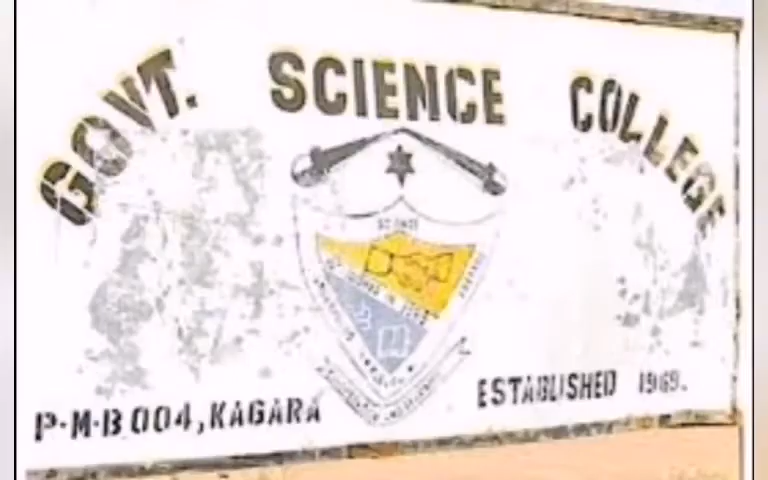 GOVT. SCIENCE COLLEGE
P.M.B 004, KAGARA
ESTABLISHED 1969.